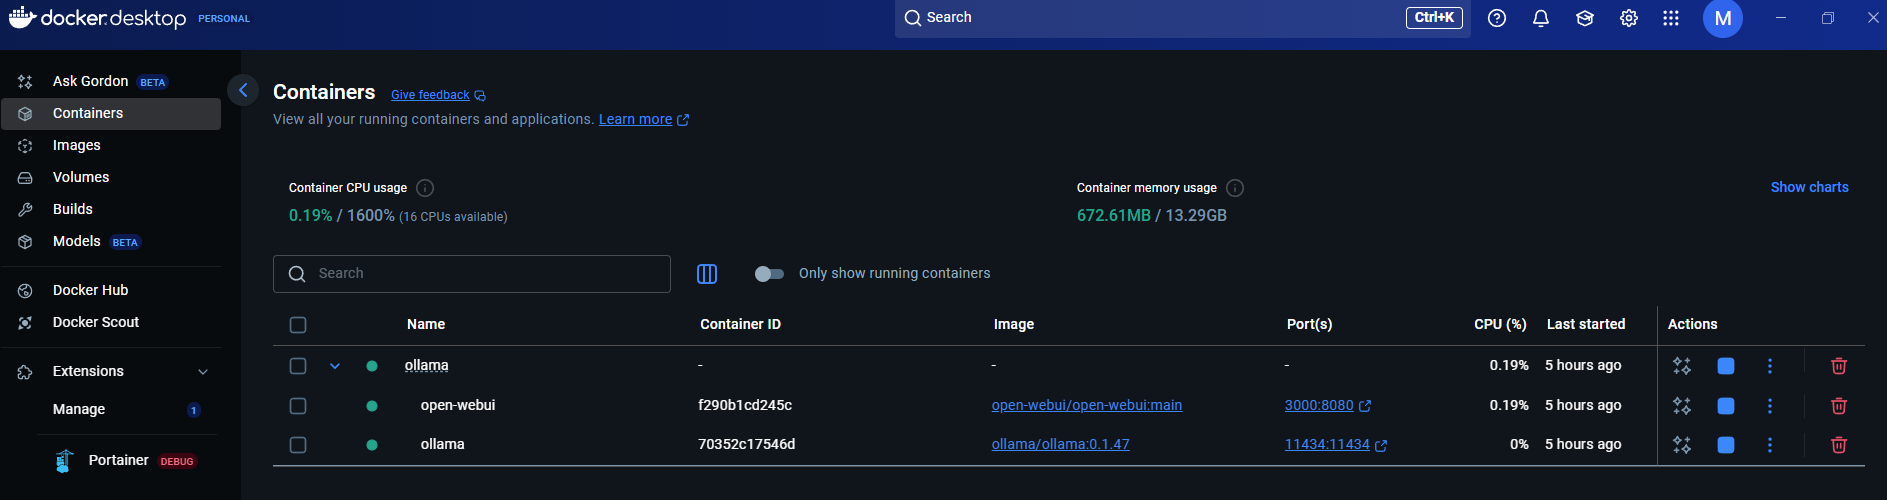 docker.desktop PERSONAL
Search Ctrl+K
M
Ask Gordon BETA
Containers
Images
Volumes
Builds
Models BETA
Docker Hub
Docker Scout
Extensions
Manage 1
Portainer DEBUG
Containers Give feedback
View all your running containers and applications. Learn more
Container CPU usage
0.19% / 1600% (16 CPUs available)
Container memory usage
672.61MB / 13.29GB
Show charts
Search
Only show running containers
Name Container ID Image Port(s) CPU (%) Last started Actions
ollama - - - 0.19% 5 hours ago
open-webui f290b1cd245c open-webui/open-webui:main 3000:8080 0.19% 5 hours ago
ollama 70352c17546d ollama/ollama:0.1.47 11434:11434 0% 5 hours ago